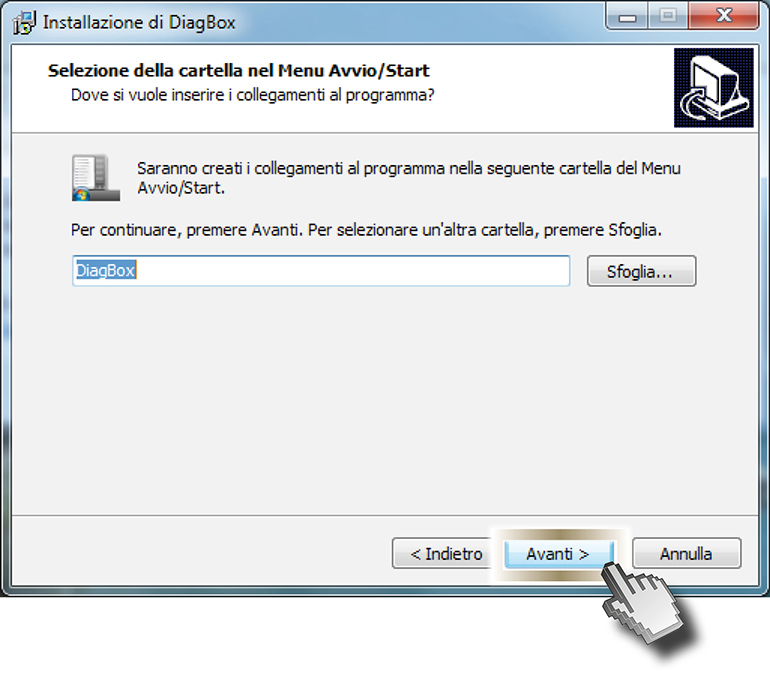 Installazione di DiagBox
Selezione della cartella nel Menu Avvio/Start
Dove si vuole inserire i collegamenti al programma?
Saranno creati i collegamenti al programma nella seguente cartella del Menu
Avvio/Start.
Per continuare, premere Avanti. Per selezionare un'altra cartella, premere Sfoglia.
DiagBox
Sfoglia...
< Indietro
Avanti >
Annulla